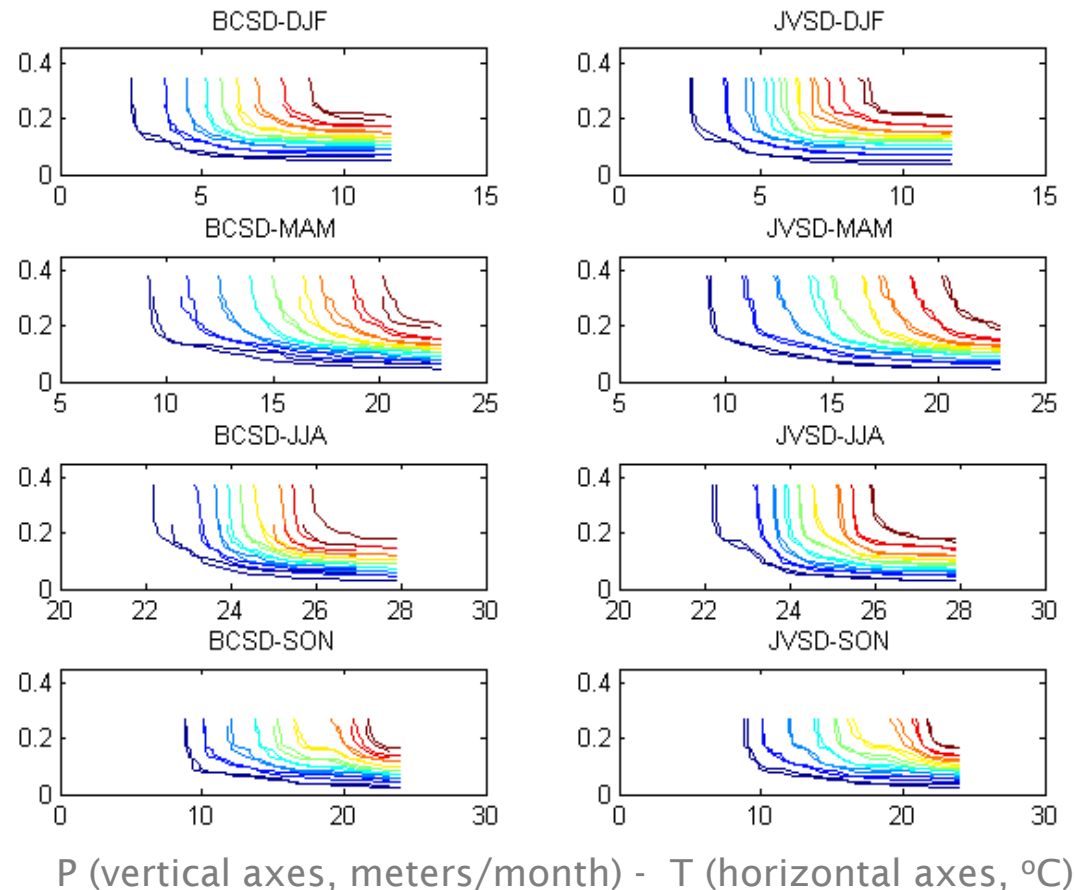 BCSD-DJF JVSD-DJF
0.4 0.4
0.2 0.2
0 0
0 5 10 15 0 5 10 15
BCSD-MAM JVSD-MAM
0.4 0.4
0.2 0.2
0 0
5 10 15 20 25 5 10 15 20 25
BCSD-JJA JVSD-JJA
0.4 0.4
0.2 0.2
0 0
20 22 24 26 28 30 20 22 24 26 28 30
BCSD-SON JVSD-SON
0.4 0.4
0.2 0.2
0 0
0 10 20 30 0 10 20 30
P (vertical axes, meters/month) - T (horizontal axes, ºC)